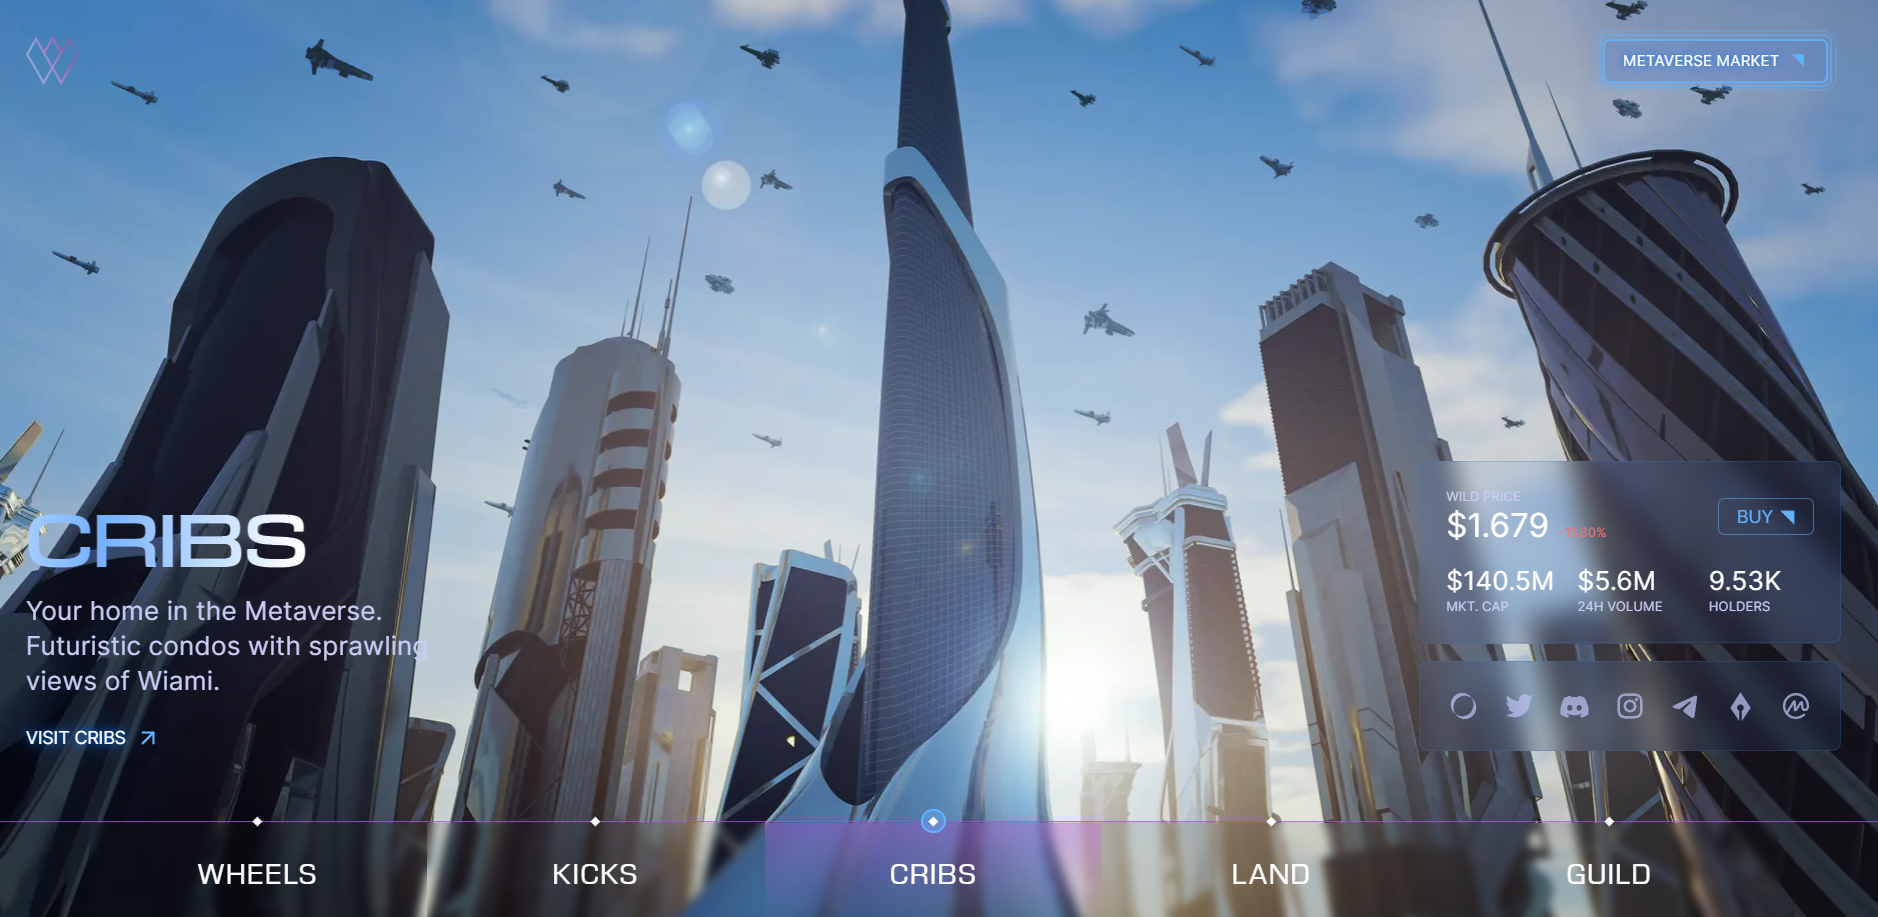 METAVERSE MARKET
CRIBS
Your home in the Metaverse.
Futuristic condos with sprawling
views of Wiami.
VISIT CRIBS
WILD PRICE
$1.679 -11.80%
BUY
$140.5M $5.6M 9.53K
MKT. CAP 24H VOLUME HOLDERS
WHEELS KICKS CRIBS LAND GUILD